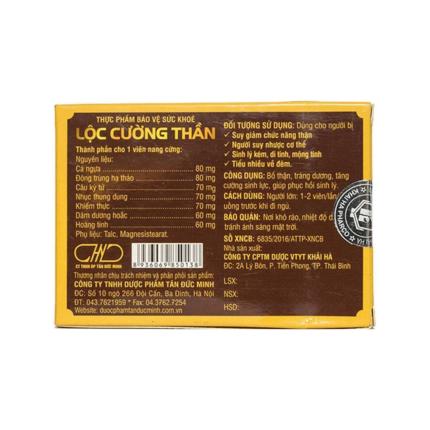 THỰC PHẨM BẢO VỆ SỨC KHOẺ
LỘC CƯỜNG THẦN
Thành phần cho 1 viên nang cứng:
Nguyên liệu:
Cá ngựa 80 mg
Đông trùng hạ thảo 80 mg
Câu kỷ tử 70 mg
Nhục thung dung 70 mg
Khiếm thực 70 mg
Dâm dương hoắc 60 mg
Hoàng tinh 60 mg
Phụ liệu: Talc, Magnesistearat.
CT TNHH DP TÂN ĐỨC MINH
8 936069 850158
Thương nhân chịu trách nhiệm và phân phối sản phẩm:
CÔNG TY TNHH DƯỢC PHẨM TÂN ĐỨC MINH
ĐC: Số 10 ngõ 266 Đội Cấn, Ba Đình, Hà Nội
ĐT: 043.7621959 * Fax: 04.3762.7254
Website: duocphamtanducminh.com.vn
ĐỐI TƯỢNG SỬ DỤNG: Dùng cho người bị
✓ Suy giảm chức năng thận
✓ Người suy nhược cơ thể
✓ Sinh lý kém, di tinh, mộng tinh
✓ Tiểu nhiều về đêm.
CÔNG DỤNG: Bổ thận, tráng dương, tăng
cường sinh lực, giúp phục hồi sinh lý.
CÁCH DÙNG: Người lớn: 1-2 viên/lần
uống trước khi đi ngủ.
BẢO QUẢN: Nơi khô ráo, nhiệt độ d
tránh ánh sáng mặt trời.
SỐ XNCB: 6835/2016/ATTP-XNCB
Nhà sản xuất:
CÔNG TY CPTM DƯỢC VTYT KHẢI HÀ
ĐC: 2A Lý Bôn, P. Tiền Phong, TP. Thái Bình
LSX:
NSX:
HSD: